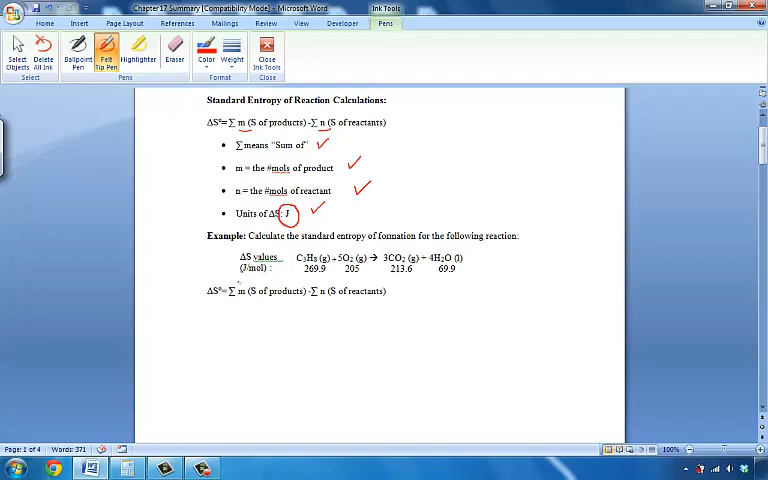 Chapter 17 Summary [Compatibility Mode] - Microsoft Word
Ink Tools
Home Insert Page Layout References Mailings Review View Developer Pens
Select Objects
Delete All Ink
Ballpoint Pen
Felt Tip Pen
Highlighter
Eraser
Color
Weight
Close Ink Tools
Select Pens Format Close
Standard Entropy of Reaction Calculations:
ΔS°=∑ m (S of products) -∑ n (S of reactants)
• ∑ means "Sum of"
• m = the #mols of product
• n = the #mols of reactant
• Units of ΔS: J
Example: Calculate the standard entropy of formation for the following reaction:
ΔS values C3H8 (g) + 5O2 (g) → 3CO2 (g) + 4H2O (l)
(J/mol) : 269.9 205 213.6 69.9
ΔS°=∑ m (S of products) -∑ n (S of reactants)
Page: 1 of 4 Words: 371 100%
5:29 PM